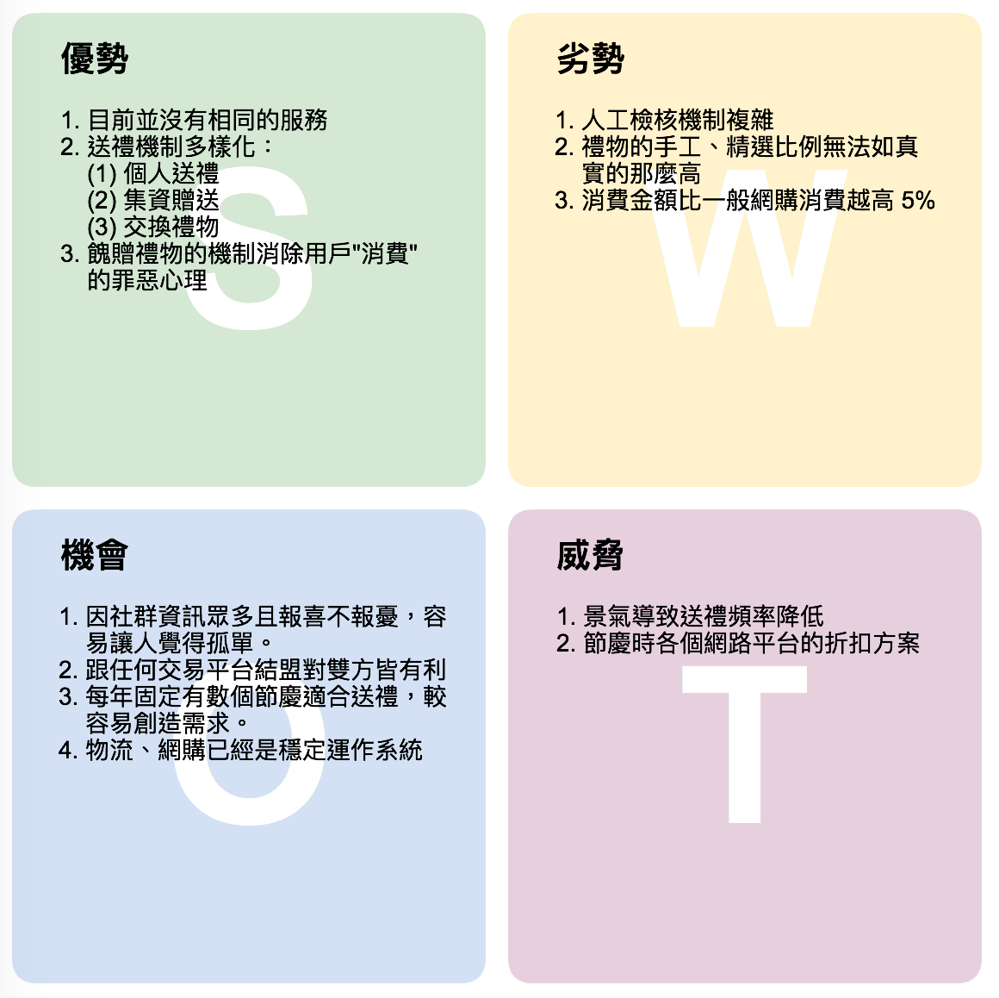 優勢
1. 目前並沒有相同的服務
2. 送禮機制多樣化：
(1) 個人送禮
(2) 集資贈送
(3) 交換禮物
3. 餽贈禮物的機制消除用戶"消費"
的罪惡心理
S
劣勢
1. 人工檢核機制複雜
2. 禮物的手工、精選比例無法如真
實的那麼高
3. 消費金額比一般網購消費越高 5%
W
機會
1. 因社群資訊眾多且報喜不報憂，容
易讓人覺得孤單。
2. 跟任何交易平台結盟對雙方皆有利
3. 每年固定有數個節慶適合送禮，較
容易創造需求。
4. 物流、網購已經是穩定運作系統
O
威脅
1. 景氣導致送禮頻率降低
2. 節慶時各個網路平台的折扣方案
T